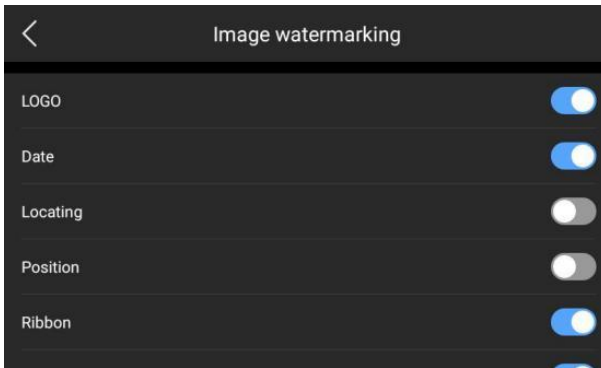 Image watermarking
LOGO
Date
Locating
Position
Ribbon